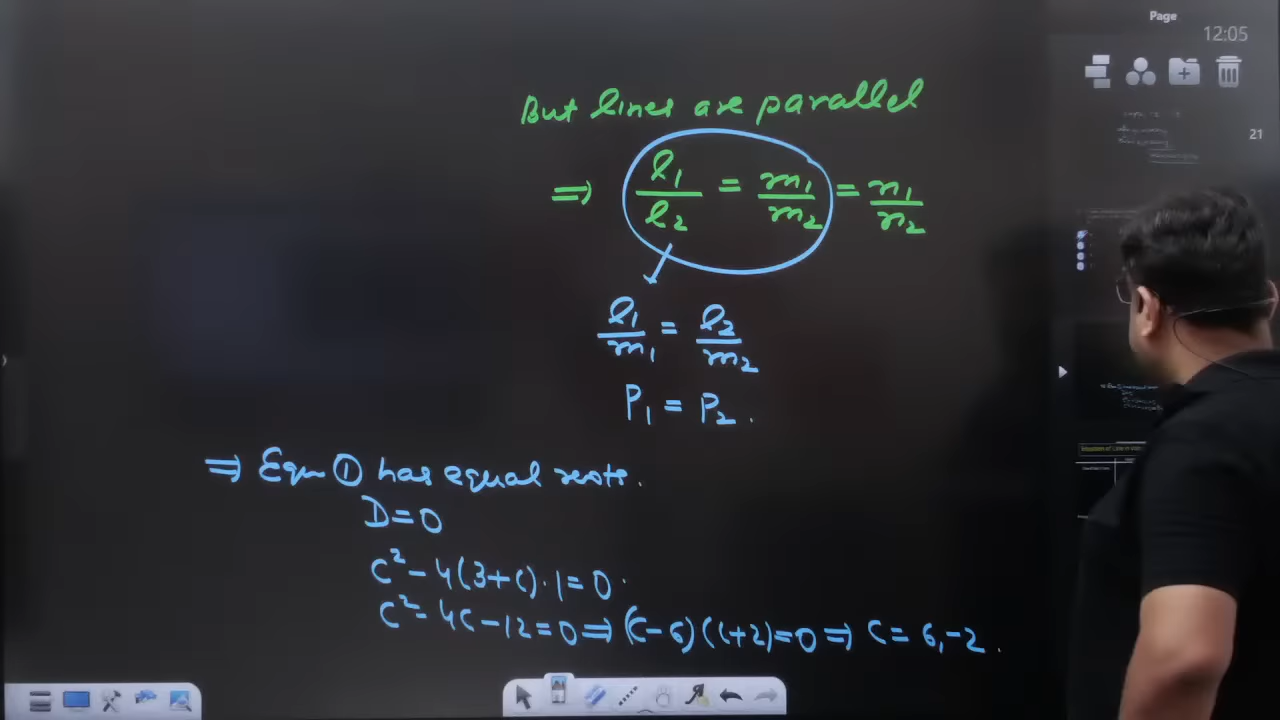 Page
12:05
21
But lines are parallel
⇒ l₁/l₂ = m₁/m₂ = n₁/n₂
l₁/m₁ = l₂/m₂
P₁ = P₂.
⇒ Eqn ① has equal roots.
D=0
c²-4(3+c).1=0.
c²-4c-12=0⇒(c-6)(c+2)=0⇒ c= 6,-2.